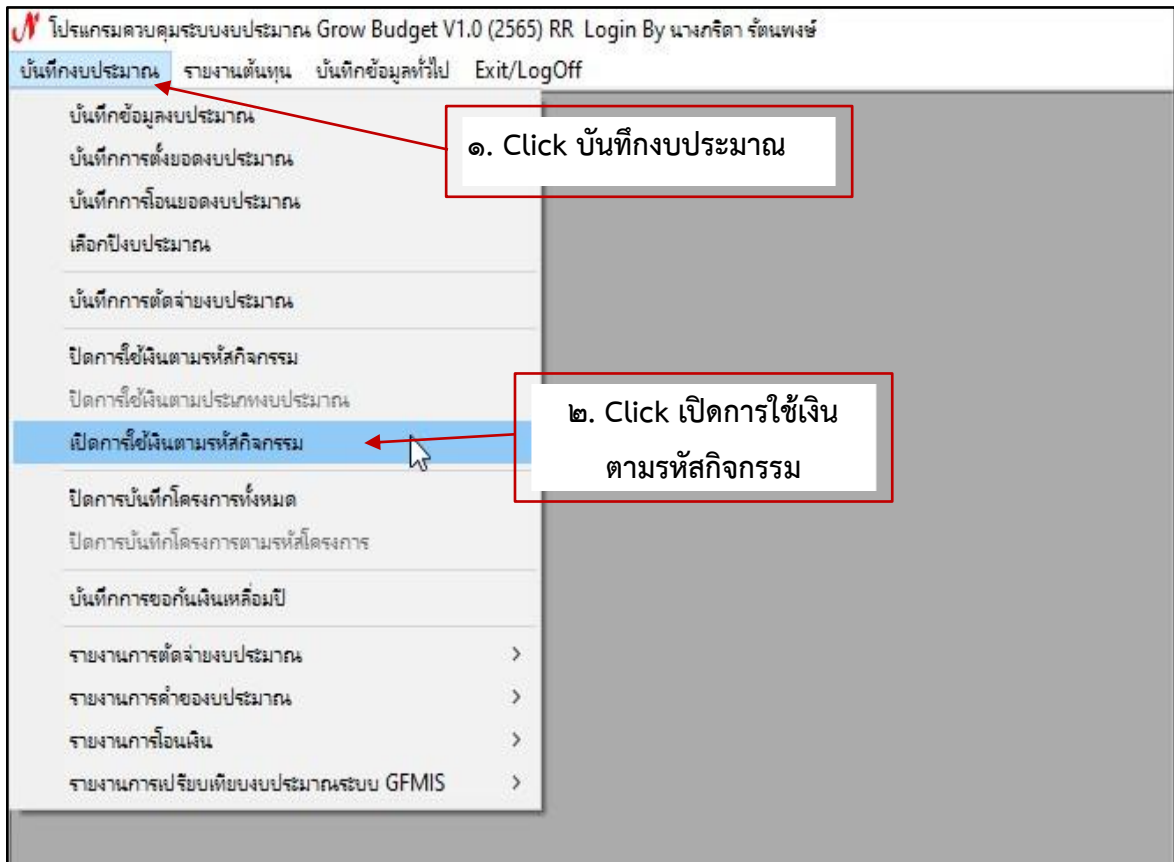 โปรแกรมควบคุมระบบงบประมาณ Grow Budget V1.0 (2565) RR Login By นางกริดา รัตนพงษ์
บันทึกงบประมาณ รายงานต้นทุน บันทึกข้อมูลทั่วไป Exit/LogOff
บันทึกข้อมูลงบประมาณ
๑. Click บันทึกงบประมาณ
บันทึกการตั้งยอดงบประมาณ
บันทึกการโอนยอดงบประมาณ
เลือกปีงบประมาณ
บันทึกการตัดจ่ายงบประมาณ
ปิดการใช้เงินตามรหัสกิจกรรม
ปิดการใช้เงินตามประเภทงบประมาณ
เปิดการใช้เงินตามรหัสกิจกรรม
๒. Click เปิดการใช้เงิน
ตามรหัสกิจกรรม
ปิดการบันทึกโครงการทั้งหมด
ปิดการบันทึกโครงการตามรหัสโครงการ
บันทึกการขอกันเงินเหลื่อมปี
รายงานการตัดจ่ายงบประมาณ
รายงานการคำของบประมาณ
รายงานการโอนเงิน
รายงานการเปรียบเทียบงบประมาณระบบ GFMIS